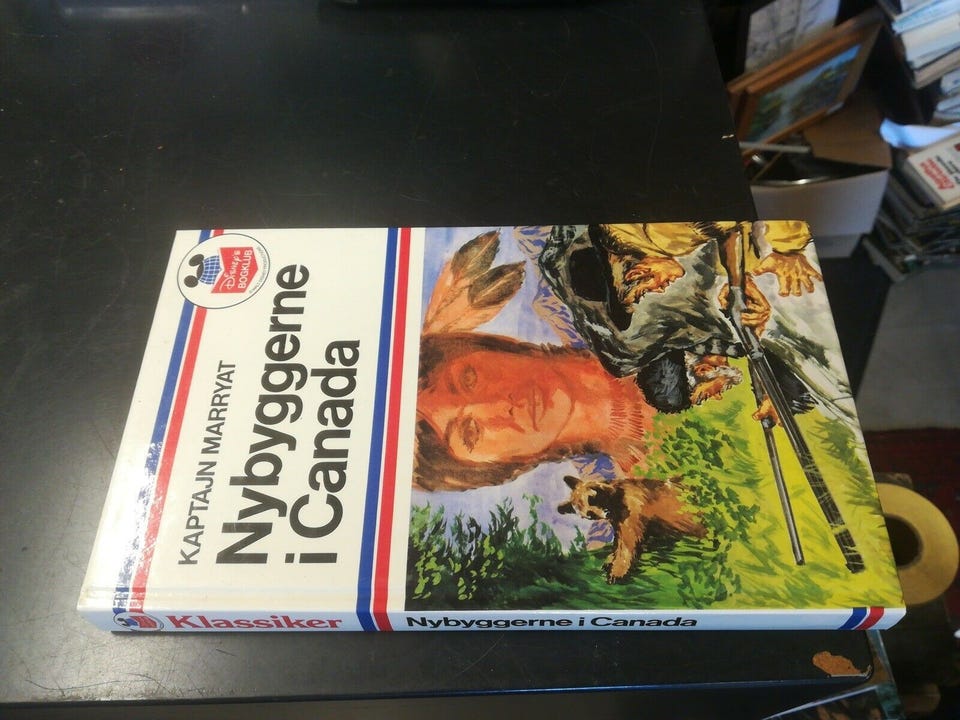 Disney's
BOGKLUB
KAPTAJN MARRYAT
Nybyggerne
i Canada
Klassiker
Nybyggerne i Canada